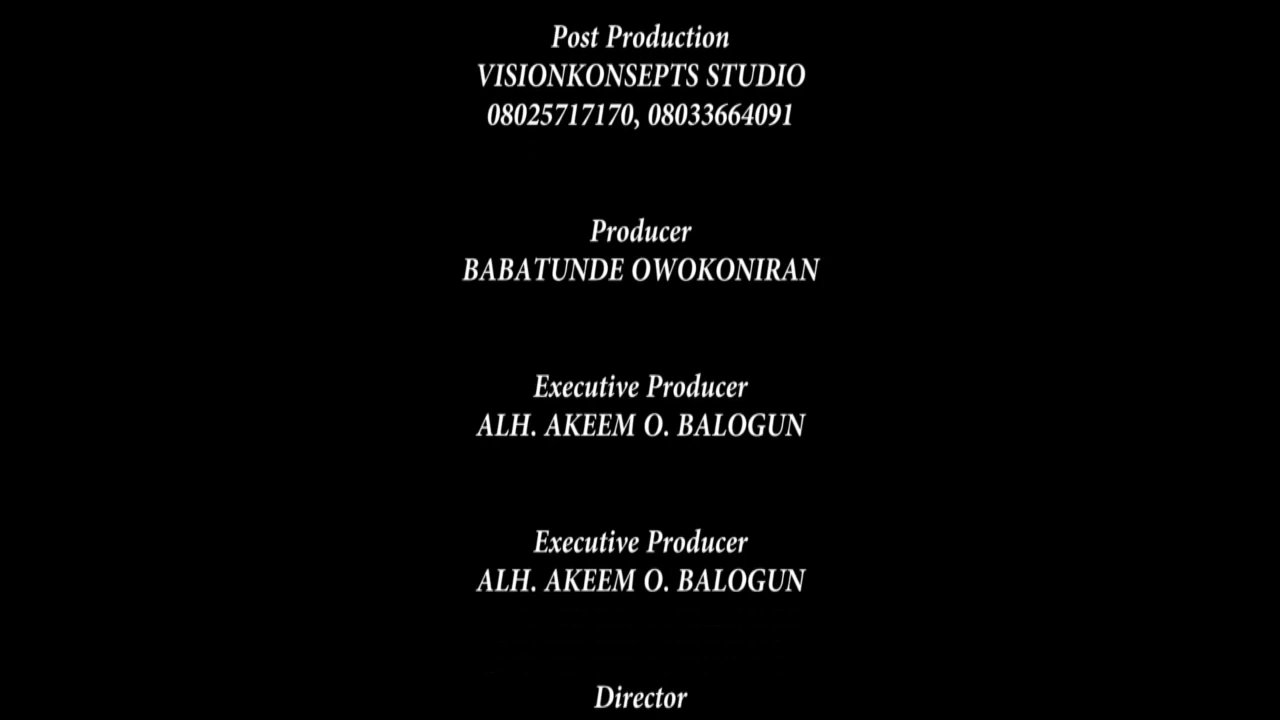 Post Production
VISIONKONSEPTS STUDIO
08025717170, 08033664091
Producer
BABATUNDE OWOKONIRAN
Executive Producer
ALH. AKEEM O. BALOGUN
Executive Producer
ALH. AKEEM O. BALOGUN
Director